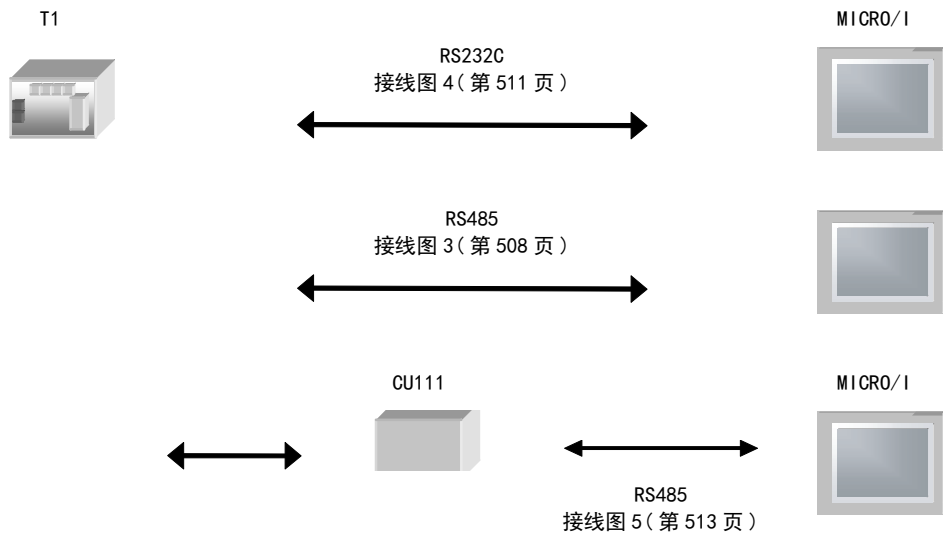 T1
MICRO/I
RS232C
接线图 4( 第 511 页 )
RS485
接线图 3( 第 508 页 )
CU111
MICRO/I
RS485
接线图 5( 第 513 页 )